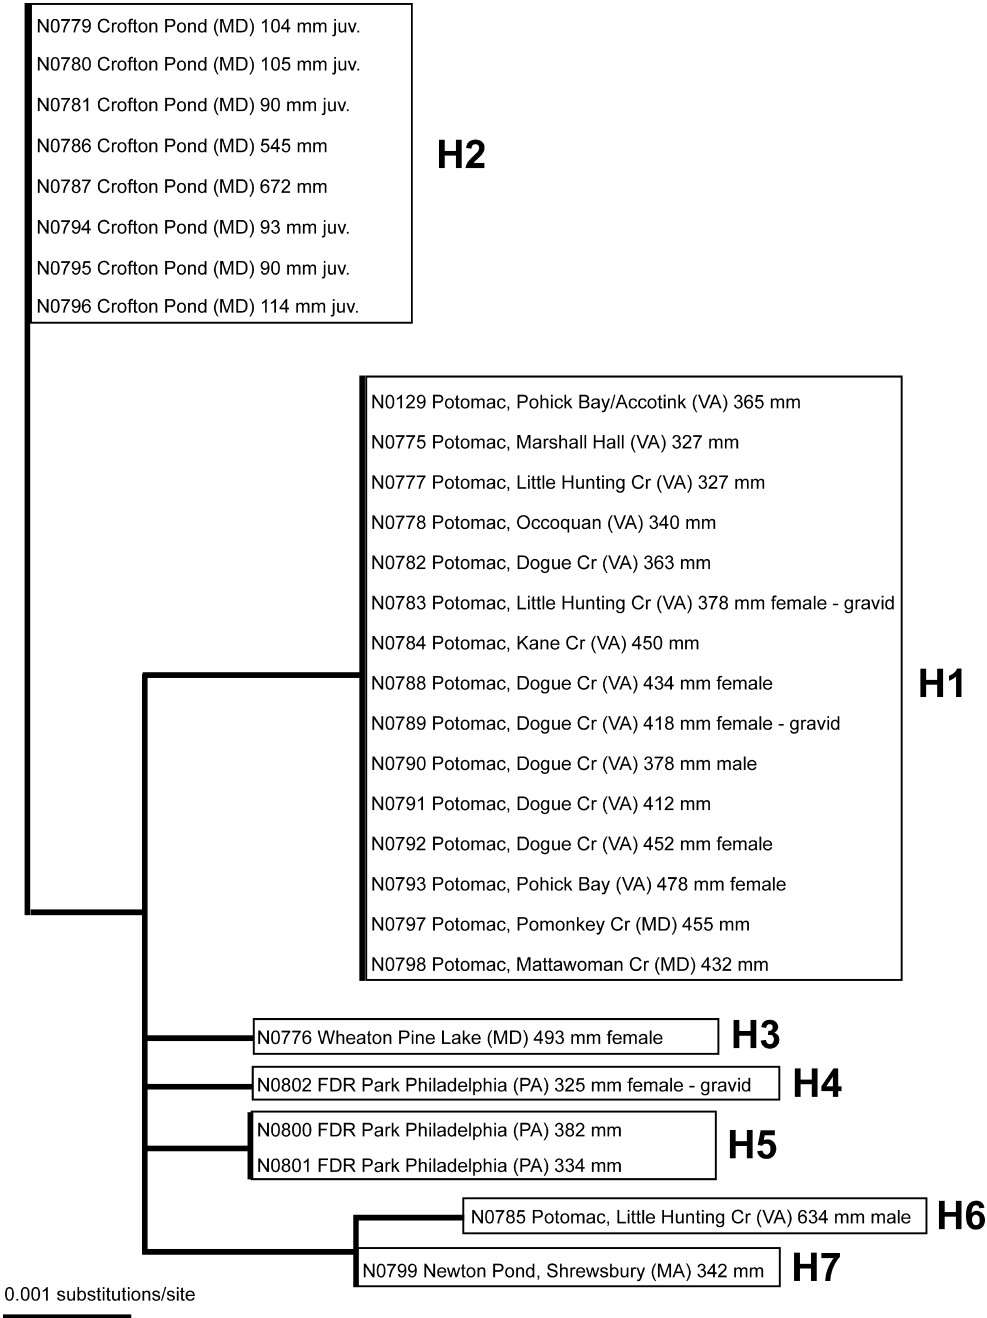 N0779 Crofton Pond (MD) 104 mm juv.
N0780 Crofton Pond (MD) 105 mm juv.
N0781 Crofton Pond (MD) 90 mm juv.
N0786 Crofton Pond (MD) 545 mm
N0787 Crofton Pond (MD) 672 mm
N0794 Crofton Pond (MD) 93 mm juv.
N0795 Crofton Pond (MD) 90 mm juv.
N0796 Crofton Pond (MD) 114 mm juv.
H2
N0129 Potomac, Pohick Bay/Accotink (VA) 365 mm
N0775 Potomac, Marshall Hall (VA) 327 mm
N0777 Potomac, Little Hunting Cr (VA) 327 mm
N0778 Potomac, Occoquan (VA) 340 mm
N0782 Potomac, Dogue Cr (VA) 363 mm
N0783 Potomac, Little Hunting Cr (VA) 378 mm female - gravid
N0784 Potomac, Kane Cr (VA) 450 mm
N0788 Potomac, Dogue Cr (VA) 434 mm female
N0789 Potomac, Dogue Cr (VA) 418 mm female - gravid
N0790 Potomac, Dogue Cr (VA) 378 mm male
N0791 Potomac, Dogue Cr (VA) 412 mm
N0792 Potomac, Dogue Cr (VA) 452 mm female
N0793 Potomac, Pohick Bay (VA) 478 mm female
N0797 Potomac, Pomonkey Cr (MD) 455 mm
N0798 Potomac, Mattawoman Cr (MD) 432 mm
H1
N0776 Wheaton Pine Lake (MD) 493 mm female
H3
N0802 FDR Park Philadelphia (PA) 325 mm female - gravid
H4
N0800 FDR Park Philadelphia (PA) 382 mm
N0801 FDR Park Philadelphia (PA) 334 mm
H5
N0785 Potomac, Little Hunting Cr (VA) 634 mm male
H6
N0799 Newton Pond, Shrewsbury (MA) 342 mm
H7
0.001 substitutions/site